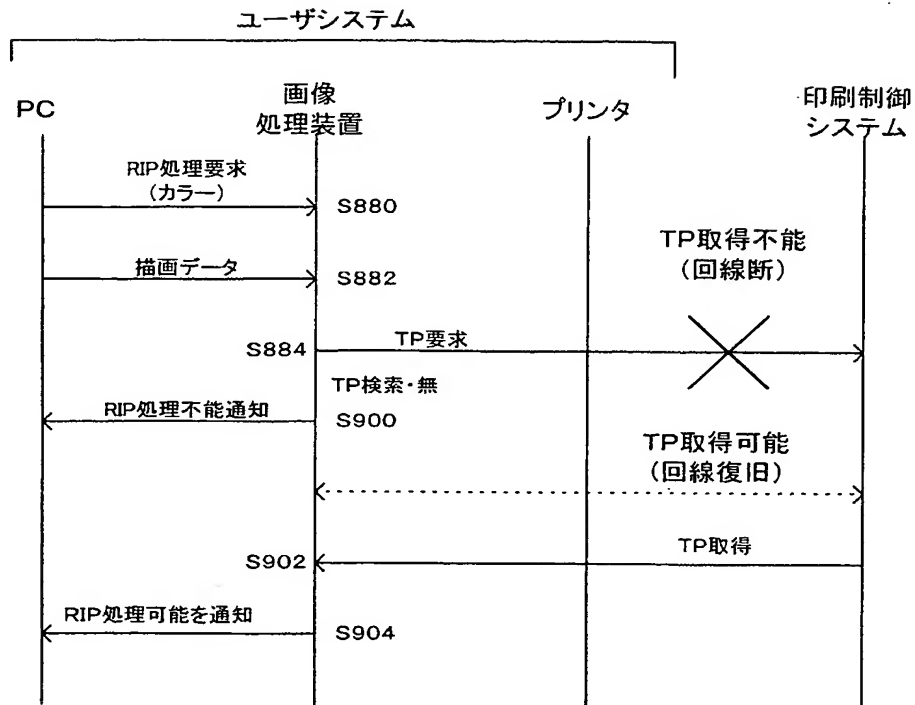 ユーザシステム
PC
画像
処理装置
プリンタ
印刷制御
システム
RIP処理要求
(カラー)
S880
描画データ
S882
TP取得不能
(回線断)
S884
TP要求
TP検索・無
RIP処理不能通知
S900
TP取得可能
(回線復旧)
S902
TP取得
RIP処理可能を通知
S904